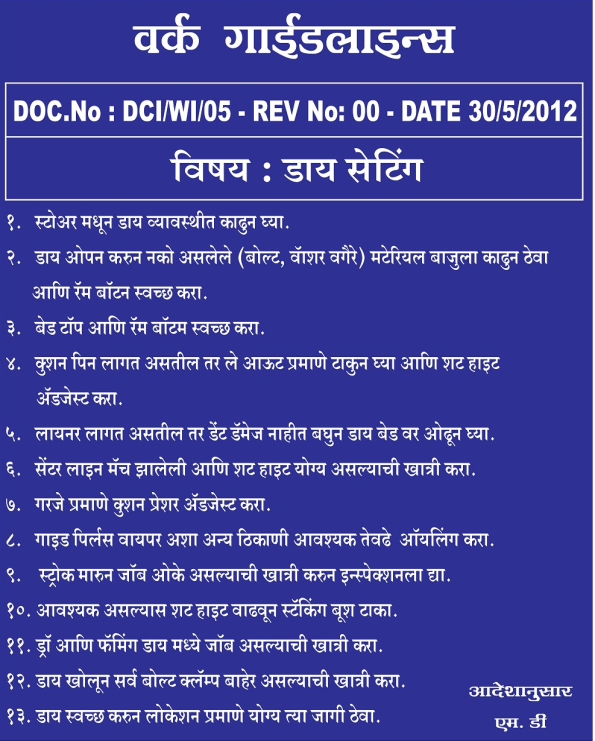 वर्क गाईडलाइन्स
DOC.No : DCI/WI/05 - REV No: 00 - DATE 30/5/2012
विषय : डाय सेटिंग
१. स्टोअर मधून डाय व्यावस्थीत काढुन घ्या.
२. डाय ओपन करुन नको असलेले (बोल्ट, वॅाशर वगैरे) मटेरियल बाजुला काढुन ठेवा
आणि रॅम बॉटन स्वच्छ करा.
३. बेड टॉप आणि रॅम बॉटम स्वच्छ करा.
४. कुशन पिन लागत असतील तर ले आऊट प्रमाणे टाकुन घ्या आणि शट हाइट
ॲडजेस्ट करा.
५. लायनर लागत असतील तर डेंट डॅमेज नाहीत बघुन डाय बेड वर ओढून घ्या.
६. सेंटर लाइन मॅच झालेली आणि शट हाइट योग्य असल्याची खात्री करा.
७. गरजे प्रमाणे कुशन प्रेशर ॲडजेस्ट करा.
८. गाइड पिर्लस वायपर अशा अन्य ठिकाणी आवश्यक तेवढे ऑयलिंग करा.
९. स्ट्रोक मारुन जॉब ओके असल्याची खात्री करुन इन्स्पेक्शनला द्या.
१०. आवश्यक असल्यास शट हाइट वाढवून स्टॅकिंग बूश टाका.
११. ड्रॉ आणि फॅमिंग डाय मध्ये जॉब असल्याची खात्री करा.
१२. डाय खोलून सर्व बोल्ट क्लॅम्प बाहेर असल्याची खात्री करा.
१३. डाय स्वच्छ करुन लोकेशन प्रमाणे योग्य त्या जागी ठेवा.
आदेशानुसार
एम. डी